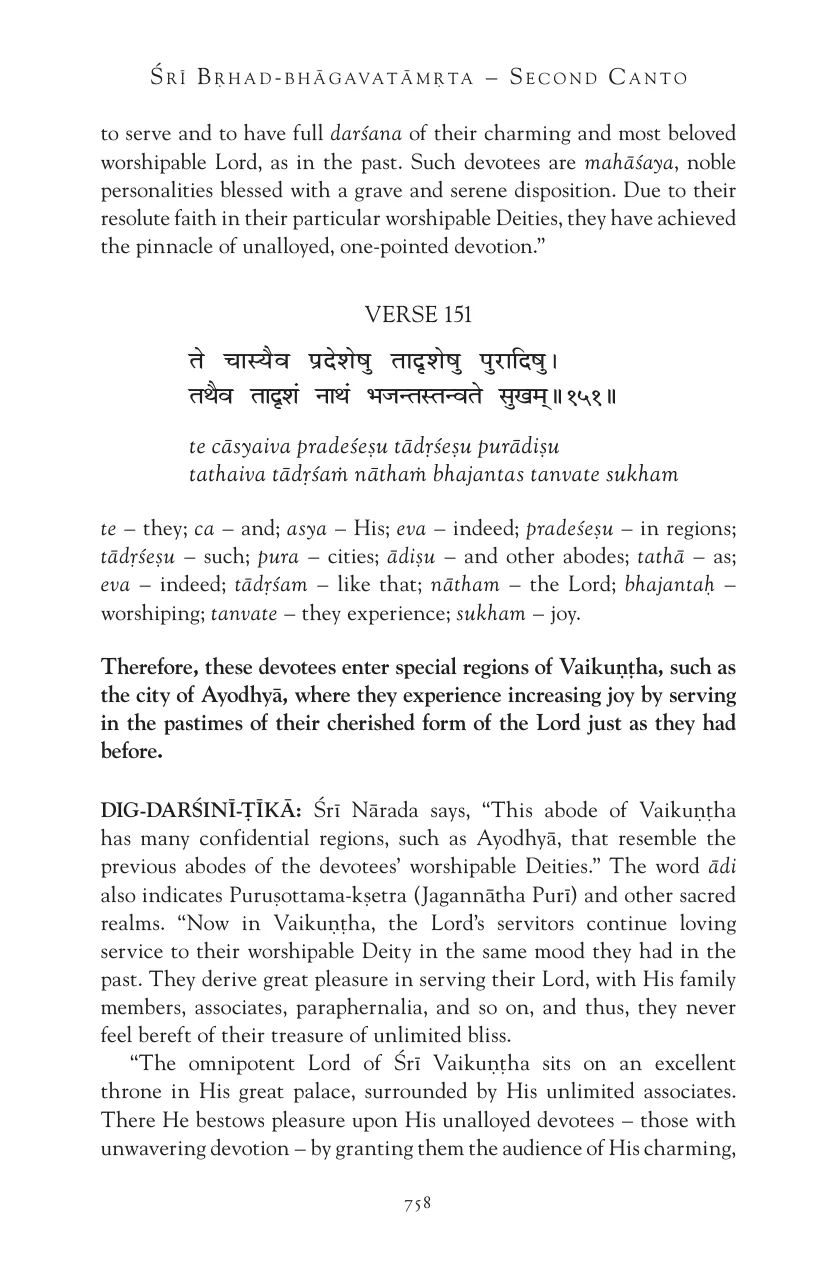 Śrī Bṛhad-bhāgavatāmṛta – Second Canto
to serve and to have full darśana of their charming and most beloved
worshipable Lord, as in the past. Such devotees are mahāśaya, noble
personalities blessed with a grave and serene disposition. Due to their
resolute faith in their particular worshipable Deities, they have achieved
the pinnacle of unalloyed, one-pointed devotion.”
VERSE 151
ते चास्यैव प्रदेशेषु तादृशेषु पुरादिषु।
तथैव तादृशं नाथं भजन्तस्तन्वते सुखम्॥१५१॥
te cāsyaiva pradeśeṣu tādṛśeṣu purādiṣu
tathaiva tādṛśaṁ nāthaṁ bhajantas tanvate sukham
te – they; ca – and; asya – His; eva – indeed; pradeśeṣu – in regions;
tādṛśeṣu – such; pura – cities; ādiṣu – and other abodes; tathā – as;
eva – indeed; tādṛśam – like that; nātham – the Lord; bhajantaḥ –
worshiping; tanvate – they experience; sukham – joy.
Therefore, these devotees enter special regions of Vaikuṇṭha, such as
the city of Ayodhyā, where they experience increasing joy by serving
in the pastimes of their cherished form of the Lord just as they had
before.
DIG-DARŚINĪ-ṬĪKĀ: Śrī Nārada says, “This abode of Vaikuṇṭha
has many confidential regions, such as Ayodhyā, that resemble the
previous abodes of the devotees’ worshipable Deities.” The word ādi
also indicates Puruṣottama-kṣetra (Jagannātha Purī) and other sacred
realms. “Now in Vaikuṇṭha, the Lord’s servitors continue loving
service to their worshipable Deity in the same mood they had in the
past. They derive great pleasure in serving their Lord, with His family
members, associates, paraphernalia, and so on, and thus, they never
feel bereft of their treasure of unlimited bliss.
“The omnipotent Lord of Śrī Vaikuṇṭha sits on an excellent
throne in His great palace, surrounded by His unlimited associates.
There He bestows pleasure upon His unalloyed devotees – those with
unwavering devotion – by granting them the audience of His charming,
758